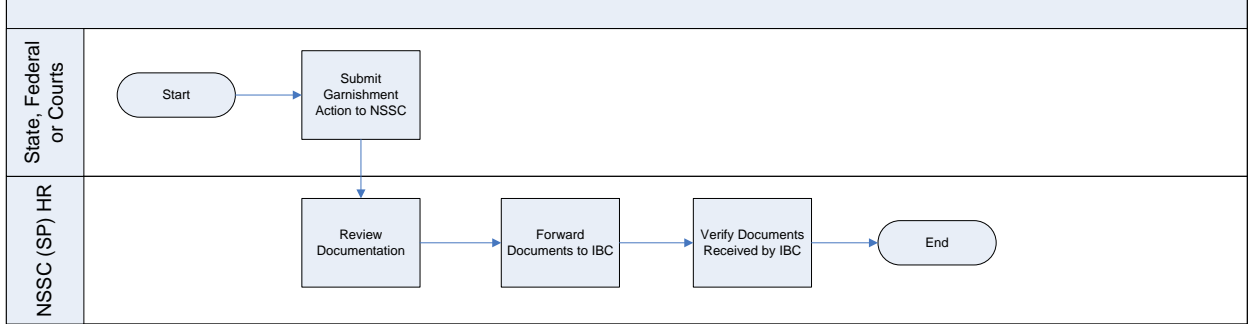 State, Federal
or Courts
Start
Submit
Garnishment
Action to NSSC
NSSC (SP) HR
Review
Documentation
Forward
Documents to IBC
Verify Documents
Received by IBC
End